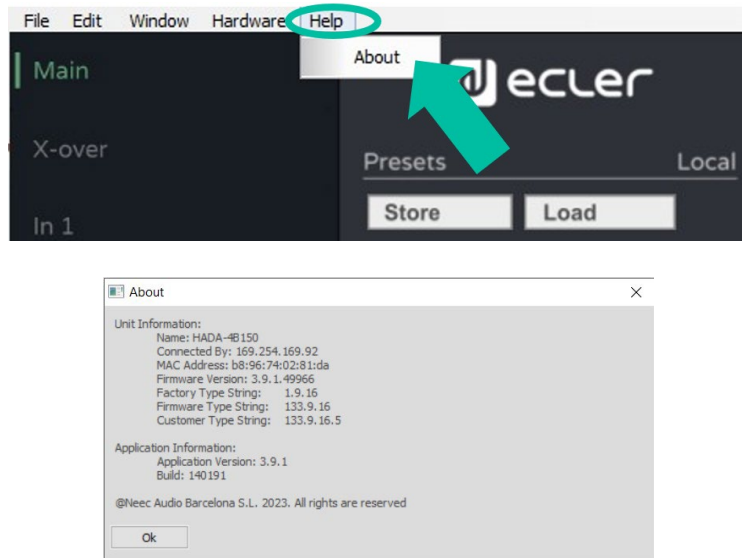 File Edit Window Hardware Help
About
Main
ecler
X-over
Presets Local
Store Load
In 1
About
Unit Information:
Name: HADA-4B150
Connected By: 169.254.169.92
MAC Address: b8:96:74:02:81:da
Firmware Version: 3.9.1.49966
Factory Type String: 1.9.16
Firmware Type String: 133.9.16
Customer Type String: 133.9.16.5
Application Information:
Application Version: 3.9.1
Build: 140191
@Neec Audio Barcelona S.L. 2023. All rights are reserved
Ok